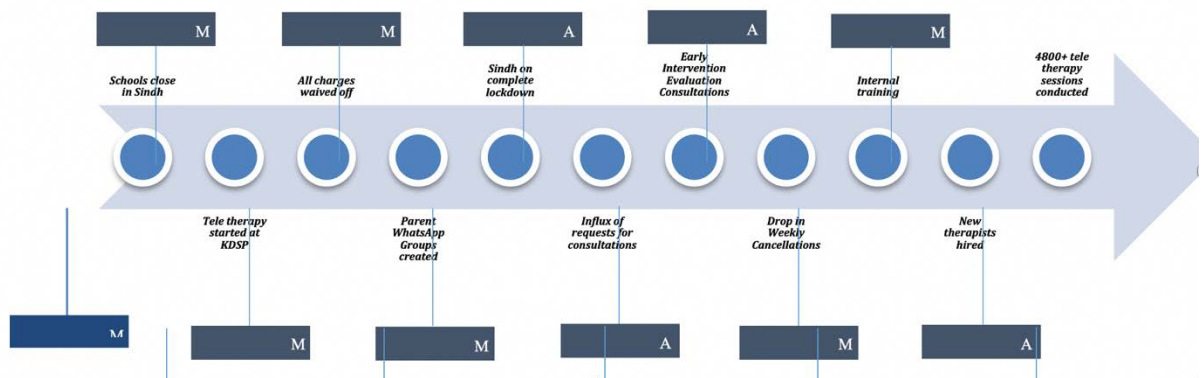 M
M
A
A
M
Schools close
in Sindh
All charges
waived off
Sindh on
complete
lockdown
Early
Intervention
Evaluation
Consultations
Internal
training
4800+ tele
therapy
sessions
conducted
Tele therapy
started at
KDSP
Parent
WhatsApp
Groups
created
Influx of
requests for
consultations
Drop in
Weekly
Cancellations
New
therapists
hired
M
M
M
A
M
A